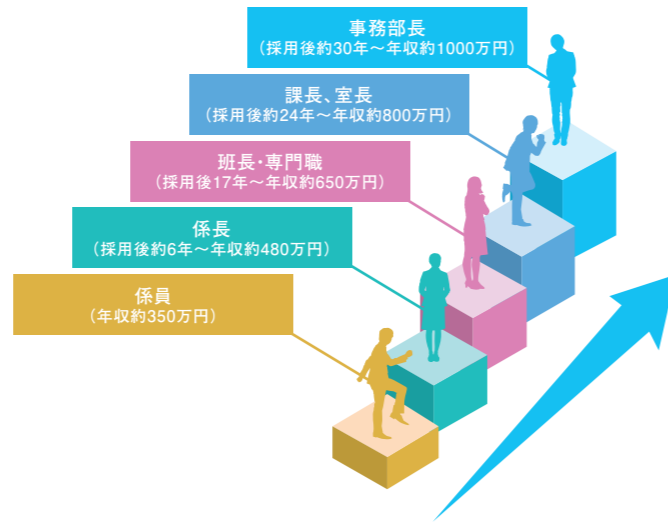 事務部長
（採用後約30年～年収約1000万円）
課長、室長
（採用後約24年～年収約800万円）
班長・専門職
（採用後17年～年収約650万円）
係長
（採用後約6年～年収約480万円）
係員
（年収約350万円）